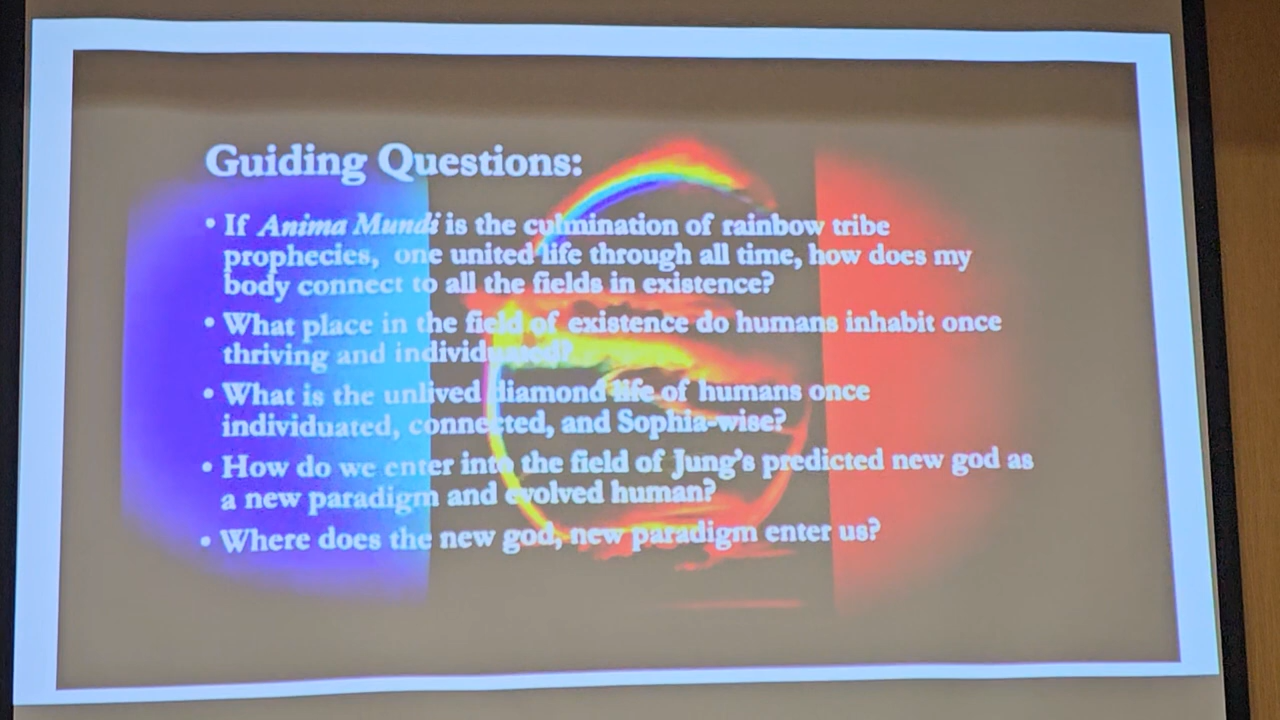 Guiding Questions:
• If Anima Mundi is the culmination of rainbow tribe
prophecies, one united life through all time, how does my
body connect to all the fields in existence?
• What place in the field of existence do humans inhabit once
thriving and individuated?
• What is the unlived diamond life of humans once
individuated, connected, and Sophia-wise?
• How do we enter into the field of Jung's predicted new god as
a new paradigm and evolved human?
• Where does the new god, new paradigm enter us?